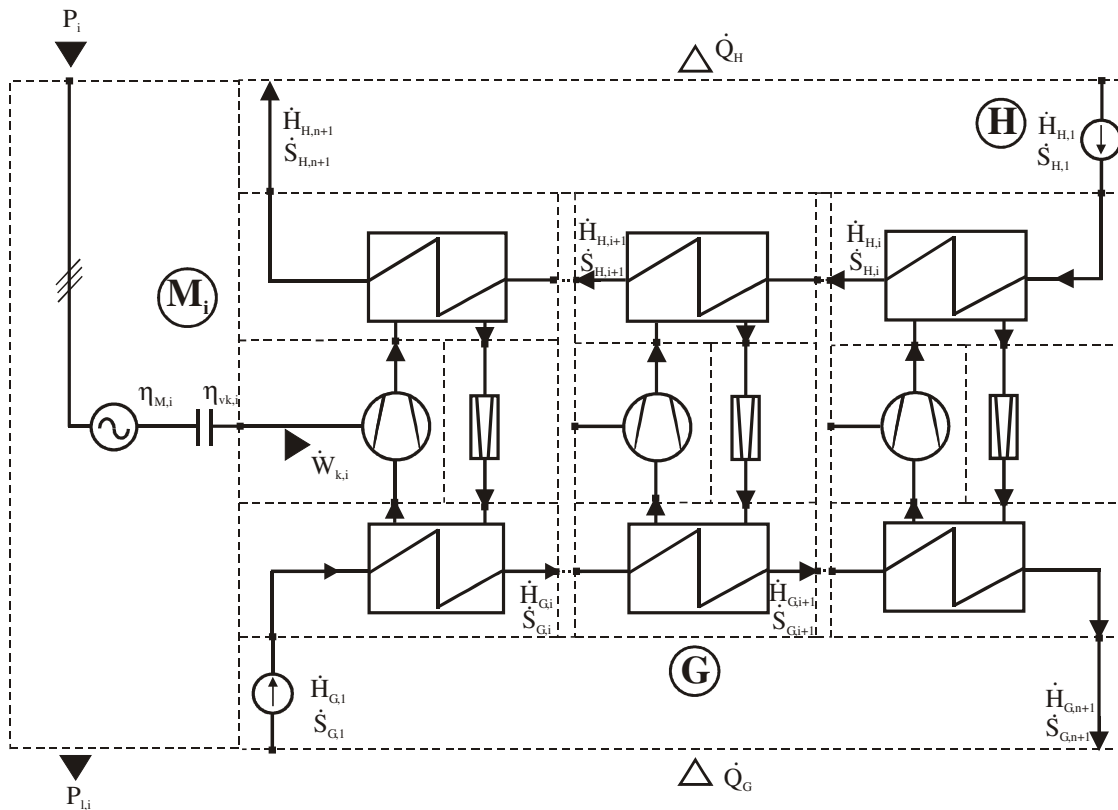 P_i
Q̇_H
Ḣ_H,n+1
Ṡ_H,n+1
H
Ḣ_H,1
Ṡ_H,1
Ḣ_H,i+1
Ṡ_H,i+1
Ḣ_H,i
Ṡ_H,i
M_i
η_M,i
η_vk,i
Ẇ_k,i
Ḣ_G,i
Ṡ_G,i
Ḣ_G,i+1
Ṡ_G,i+1
G
Ḣ_G,1
Ṡ_G,1
Ḣ_G,n+1
Ṡ_G,n+1
P_l,i
Q̇_G